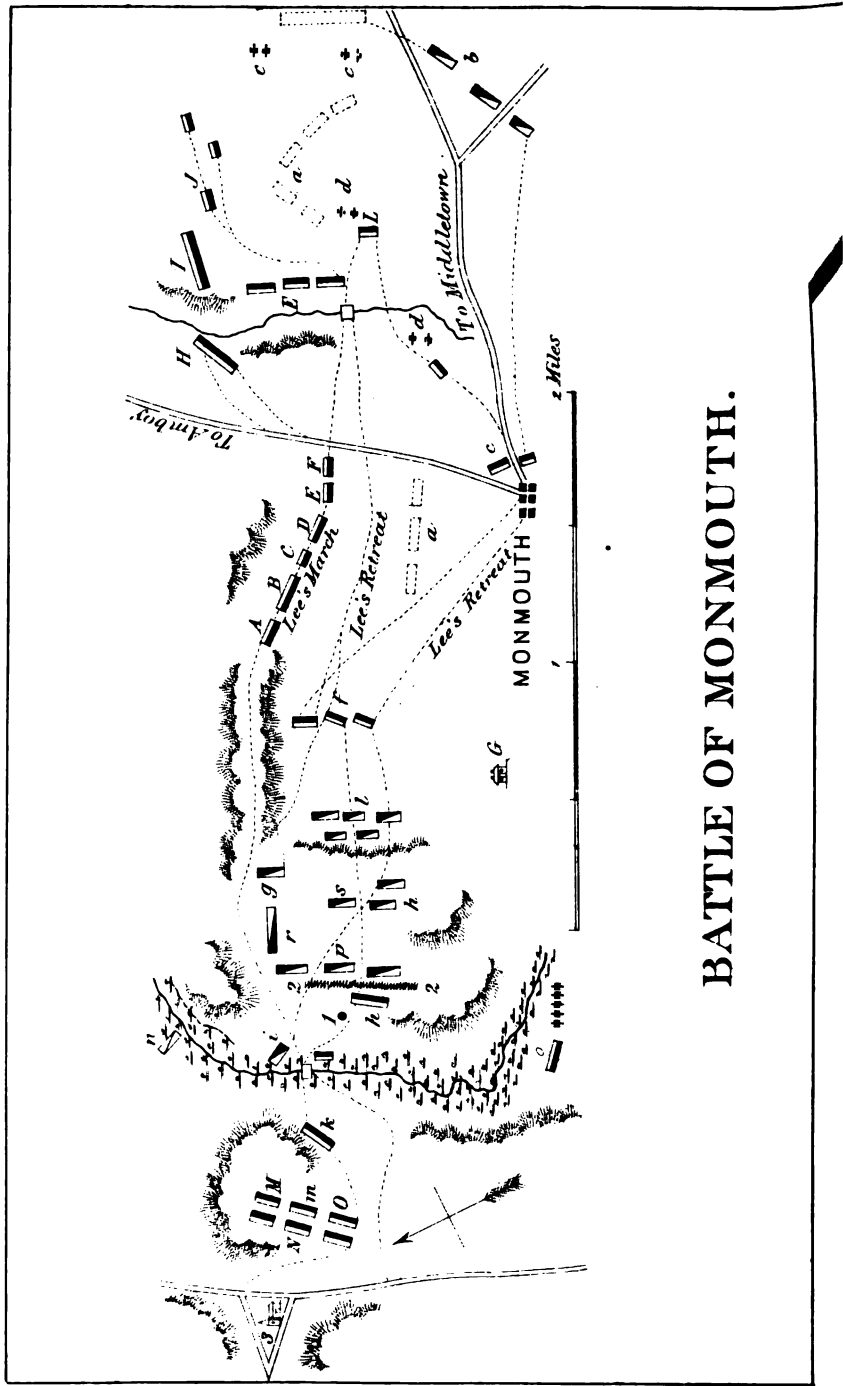 n
To Amboy
H
J
I
A
B
C
D
E
F
c
c
3
g
r
M
N
m
O
i
k
E
Lee's March
a
2
1
p
s
f
l
d
L
Lee's Retreat
h
h
a
d
2
To Middletown
b
Lee's Retreat
c
G
MONMOUTH
o
1
2 Miles
BATTLE OF MONMOUTH.